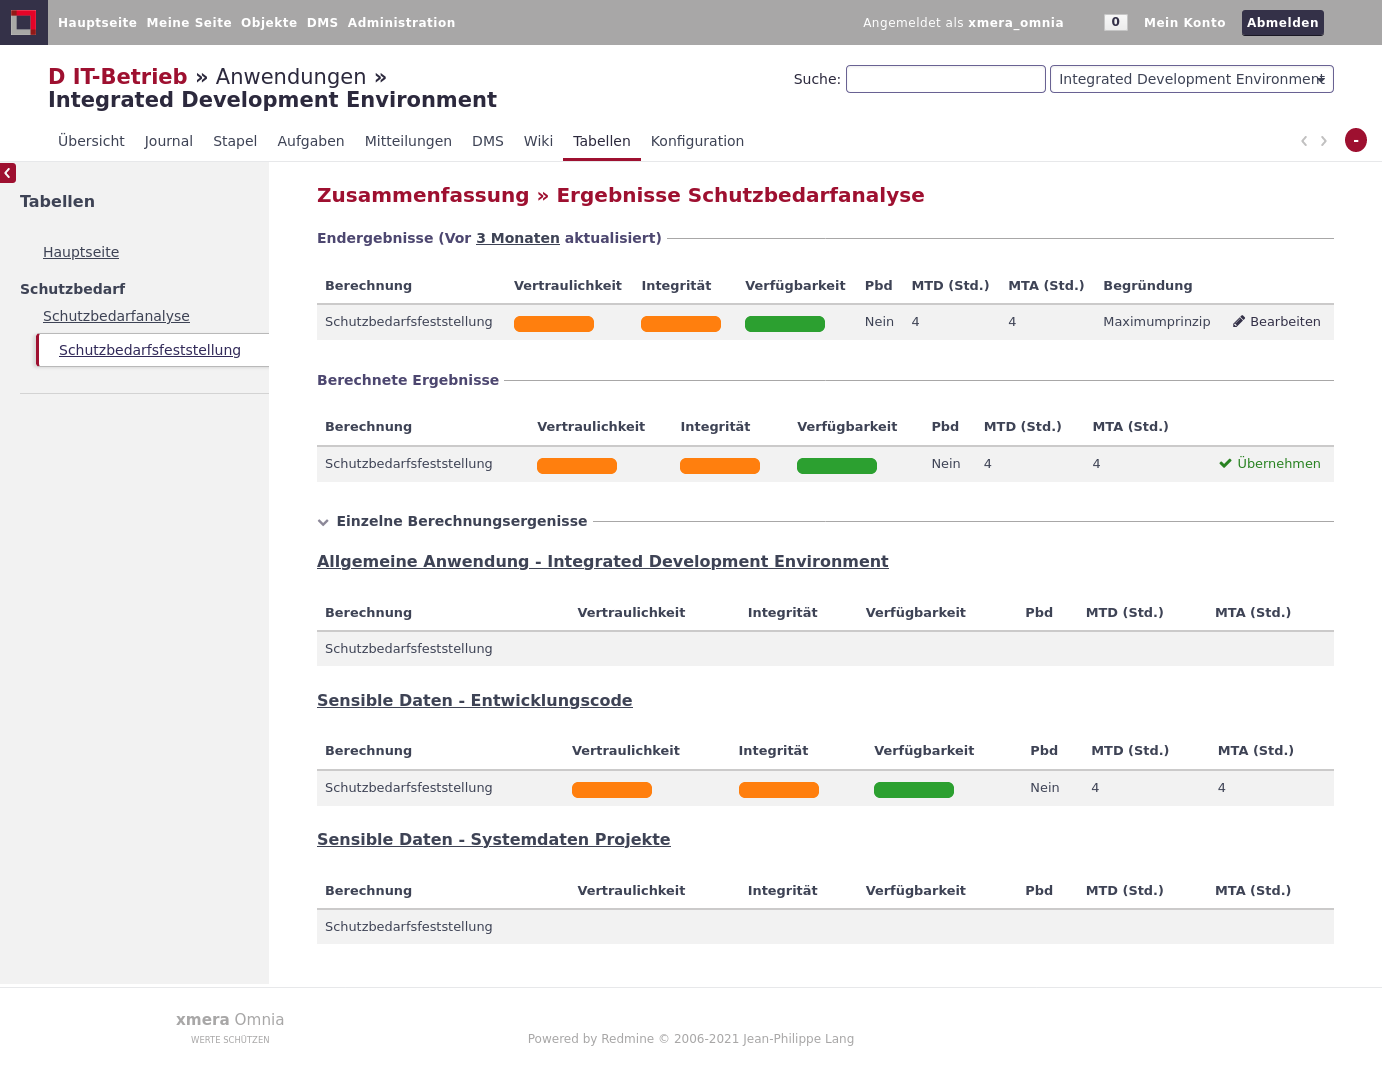 Hauptseite Meine Seite Objekte DMS Administration Angemeldet als xmera_omnia 0 Mein Konto Abmelden
D IT-Betrieb » Anwendungen »
Integrated Development Environment
Suche: Integrated Development Environment
Übersicht Journal Stapel Aufgaben Mitteilungen DMS Wiki Tabellen Konfiguration -
Tabellen
Hauptseite
Schutzbedarf
Schutzbedarfanalyse
Schutzbedarfsfeststellung
Zusammenfassung » Ergebnisse Schutzbedarfanalyse
Endergebnisse (Vor 3 Monaten aktualisiert)
Berechnung Vertraulichkeit Integrität Verfügbarkeit Pbd MTD (Std.) MTA (Std.) Begründung
Schutzbedarfsfeststellung Nein 4 4 Maximumprinzip Bearbeiten
Berechnete Ergebnisse
Berechnung Vertraulichkeit Integrität Verfügbarkeit Pbd MTD (Std.) MTA (Std.)
Schutzbedarfsfeststellung Nein 4 4 Übernehmen
Einzelne Berechnungsergenisse
Allgemeine Anwendung - Integrated Development Environment
Berechnung Vertraulichkeit Integrität Verfügbarkeit Pbd MTD (Std.) MTA (Std.)
Schutzbedarfsfeststellung
Sensible Daten - Entwicklungscode
Berechnung Vertraulichkeit Integrität Verfügbarkeit Pbd MTD (Std.) MTA (Std.)
Schutzbedarfsfeststellung Nein 4 4
Sensible Daten - Systemdaten Projekte
Berechnung Vertraulichkeit Integrität Verfügbarkeit Pbd MTD (Std.) MTA (Std.)
Schutzbedarfsfeststellung
xmera Omnia
WERTE SCHÜTZEN
Powered by Redmine © 2006-2021 Jean-Philippe Lang